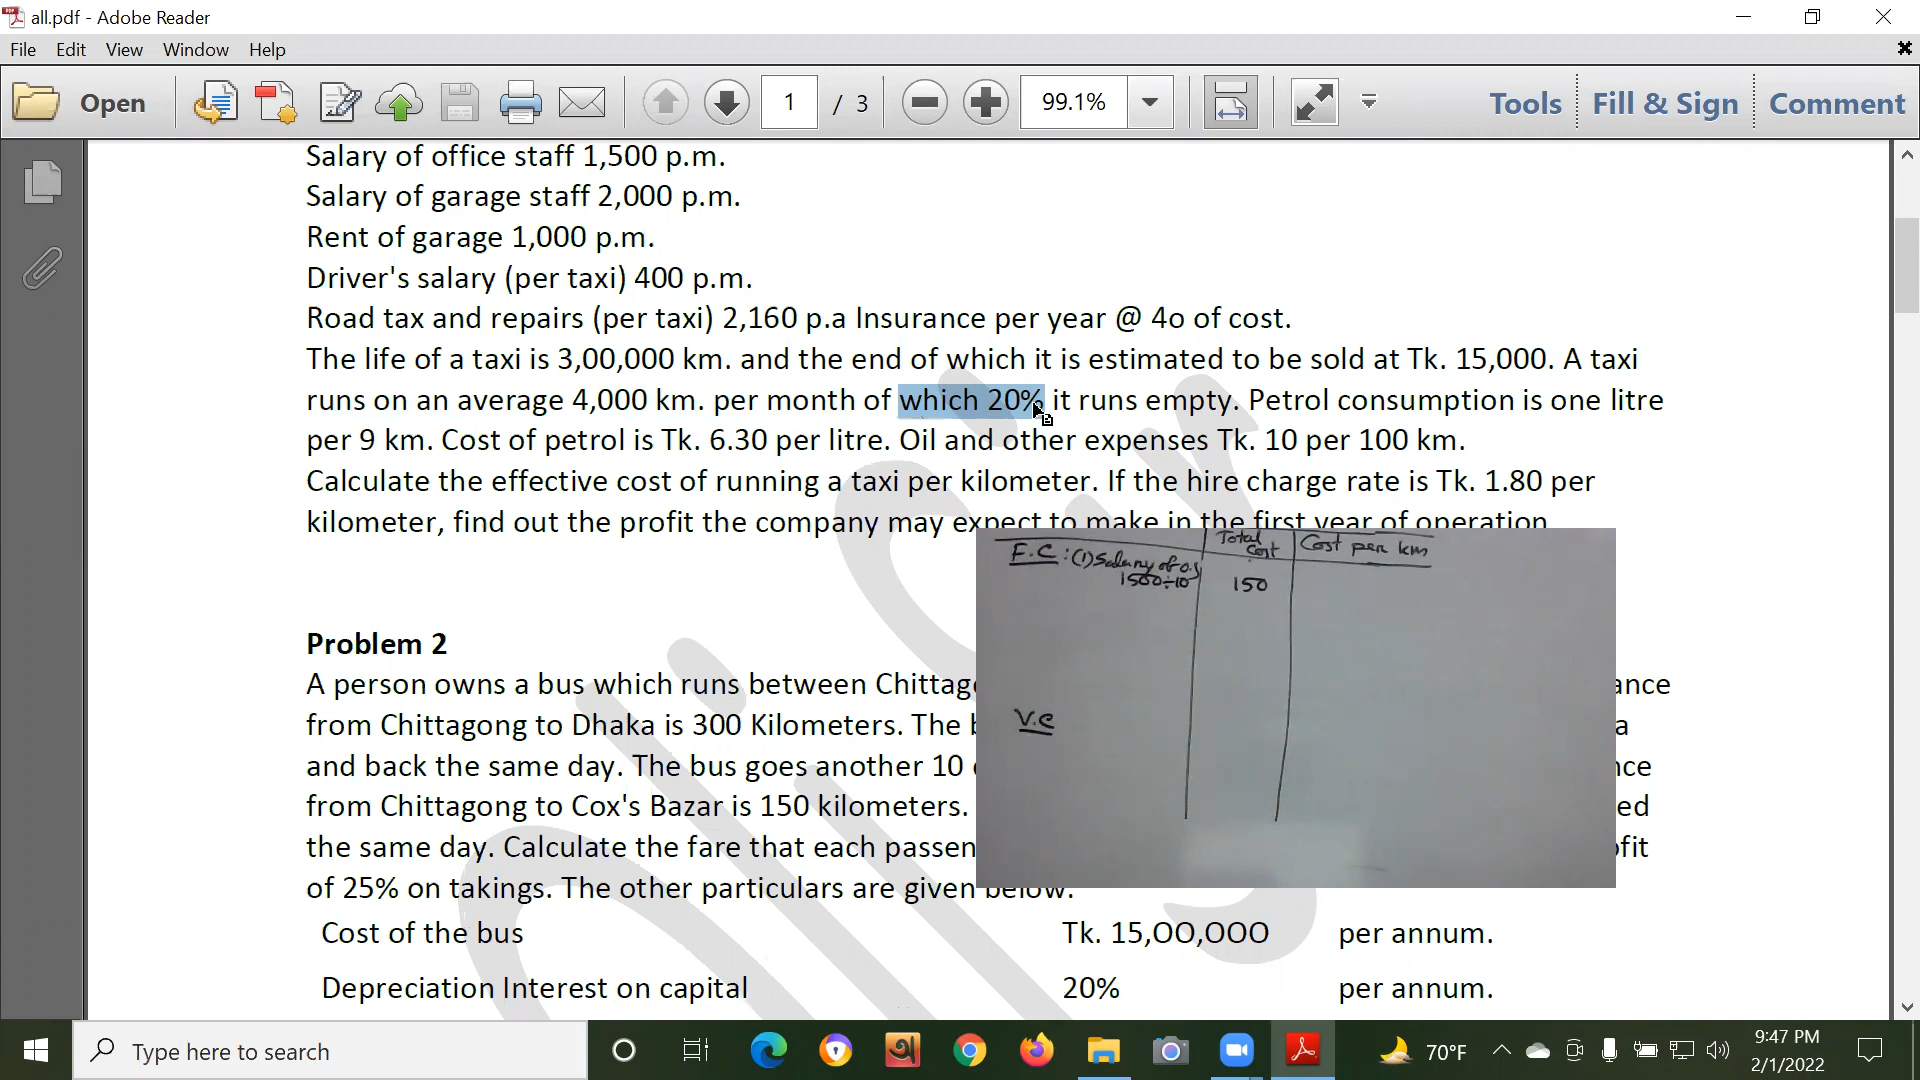 all.pdf - Adobe Reader
File Edit View Window Help
Open 1 / 3 99.1% Tools Fill & Sign Comment
Salary of office staff 1,500 p.m.
Salary of garage staff 2,000 p.m.
Rent of garage 1,000 p.m.
Driver's salary (per taxi) 400 p.m.
Road tax and repairs (per taxi) 2,160 p.a Insurance per year @ 4o of cost.
The life of a taxi is 3,00,000 km. and the end of which it is estimated to be sold at Tk. 15,000. A taxi
runs on an average 4,000 km. per month of which 20% it runs empty. Petrol consumption is one litre
per 9 km. Cost of petrol is Tk. 6.30 per litre. Oil and other expenses Tk. 10 per 100 km.
Calculate the effective cost of running a taxi per kilometer. If the hire charge rate is Tk. 1.80 per
kilometer, find out the profit the company may expect to make in the first year of operation
Total Cost Cost per km
F.C : (1) Salary of o.s
1500÷10 150
V.C
Problem 2
A person owns a bus which runs between Chittag ance
from Chittagong to Dhaka is 300 Kilometers. The b a
and back the same day. The bus goes another 10 nce
from Chittagong to Cox's Bazar is 150 kilometers. ed
the same day. Calculate the fare that each passen fit
of 25% on takings. The other particulars are given below.
Cost of the bus Tk. 15,OO,OOO per annum.
Depreciation Interest on capital 20% per annum.
Type here to search 70°F 9:47 PM
2/1/2022